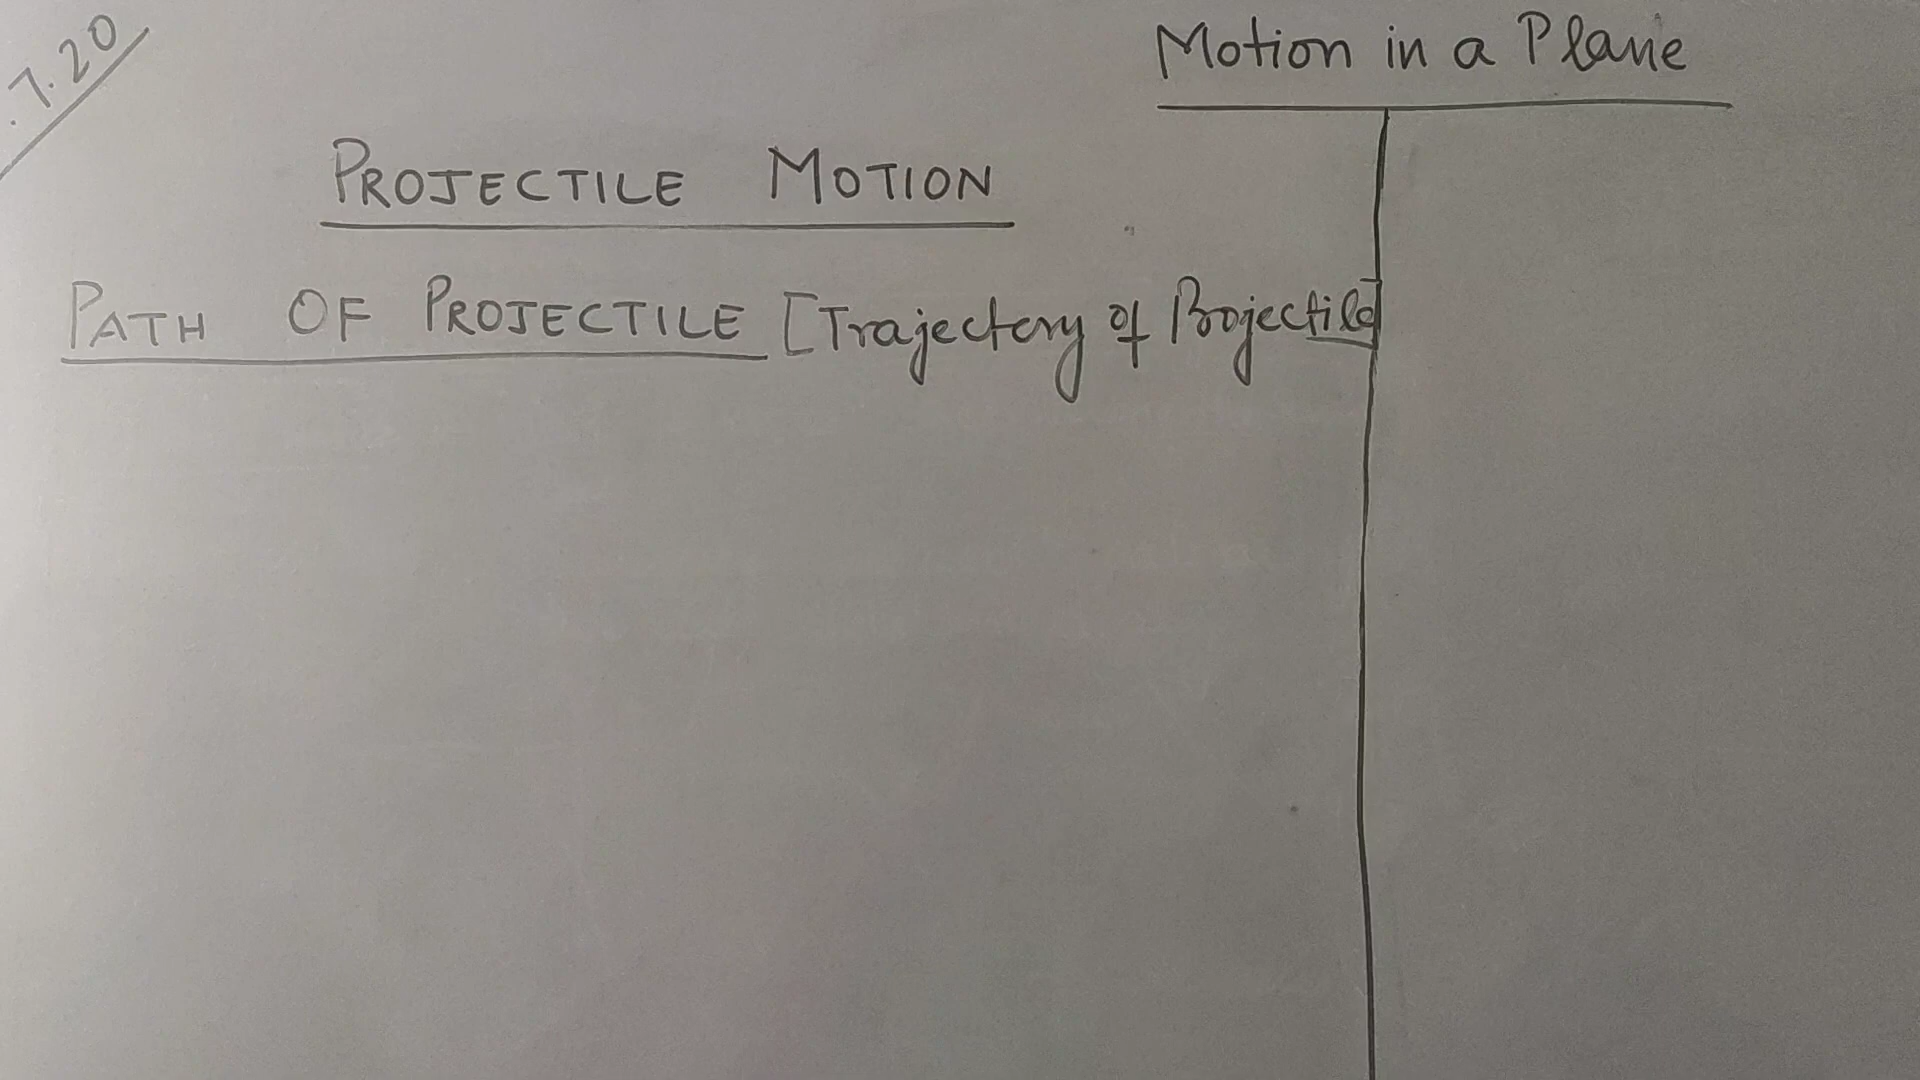 .7.20
Motion in a Plane
PROJECTILE MOTION
PATH OF PROJECTILE [Trajectory of Projectile]